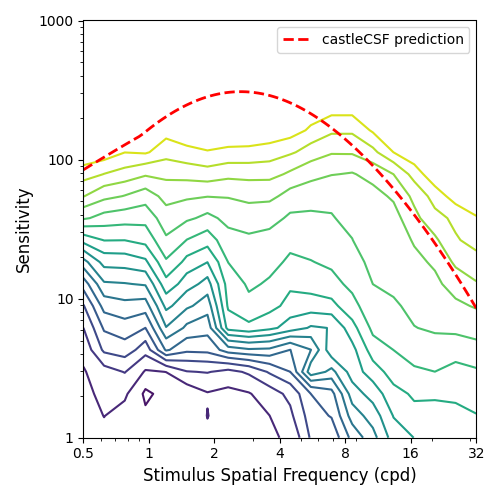 castleCSF prediction
1000
100
10
1
Sensitivity
0.5 1 2 4 8 16 32
Stimulus Spatial Frequency (cpd)